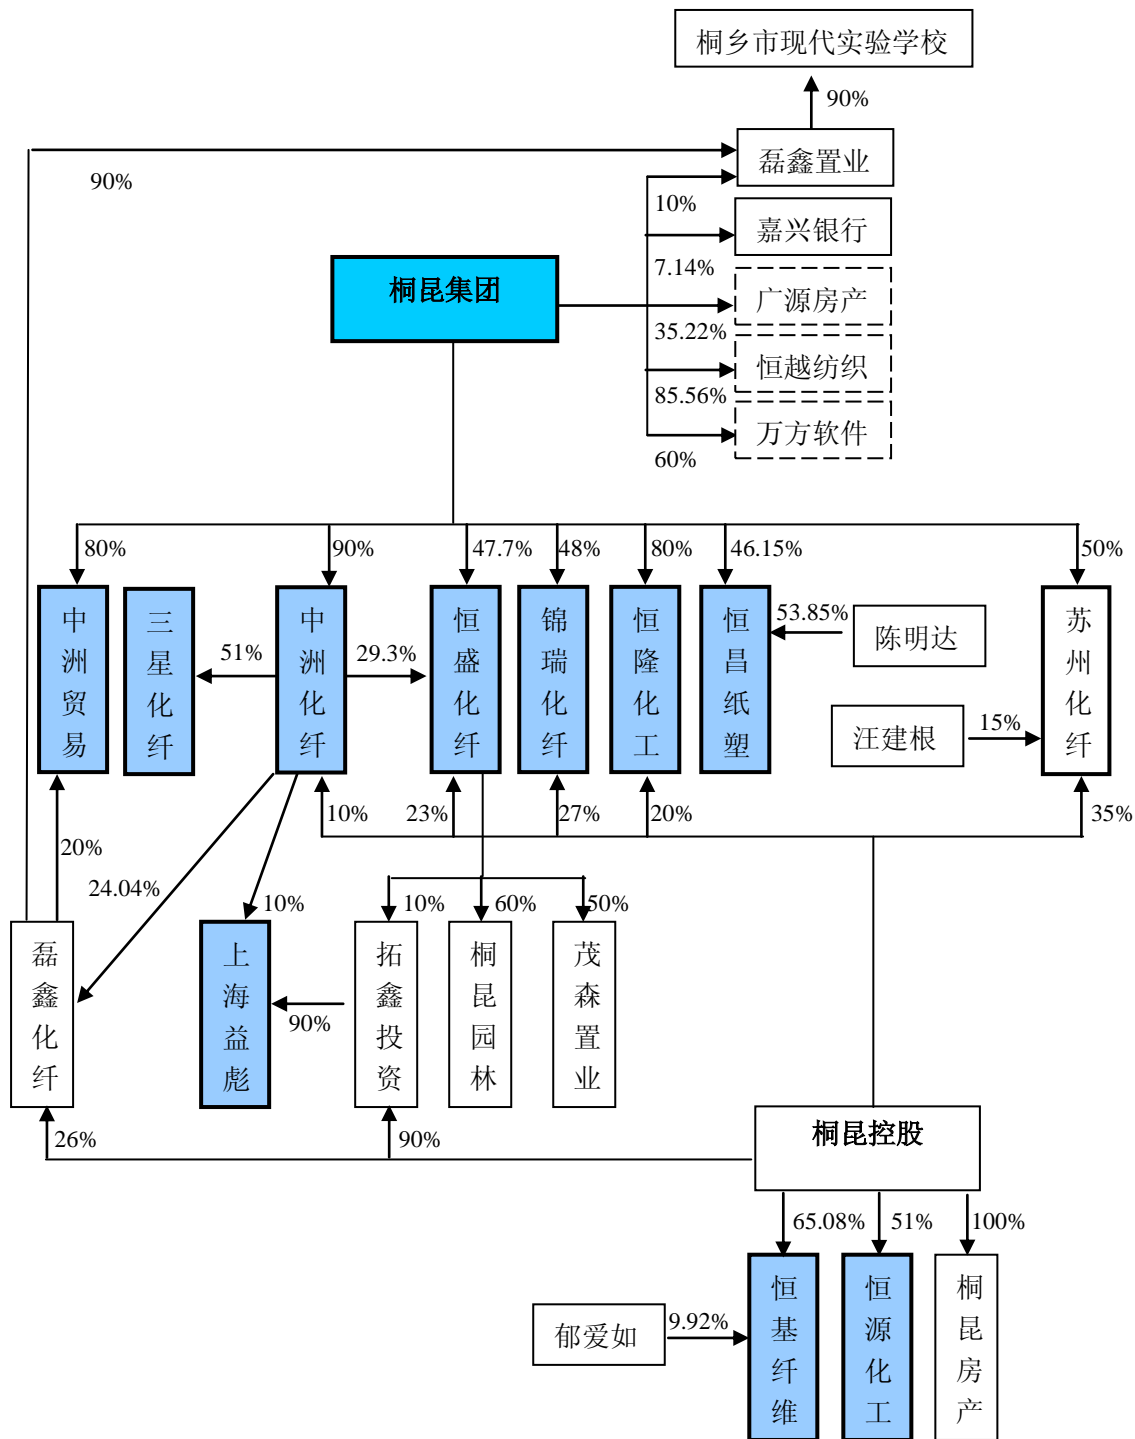 桐乡市现代实验学校
90%
磊鑫置业
90%
10%
嘉兴银行
7.14%
桐昆集团
广源房产
35.22%
恒越纺织
85.56%
万方软件
60%
80%
90%
47.7%
48%
80%
46.15%
50%
中洲贸易
三星化纤
中洲化纤
恒盛化纤
锦瑞化纤
恒隆化工
恒昌纸塑
苏州化纤
53.85%
陈明达
51%
29.3%
汪建根
15%
10%
23%
27%
20%
35%
20%
24.04%
10%
10%
60%
50%
磊鑫化纤
上海益彪
拓鑫投资
桐昆园林
茂森置业
90%
桐昆控股
26%
90%
65.08%
51%
100%
恒基纤维
恒源化工
桐昆房产
郁爱如
9.92%